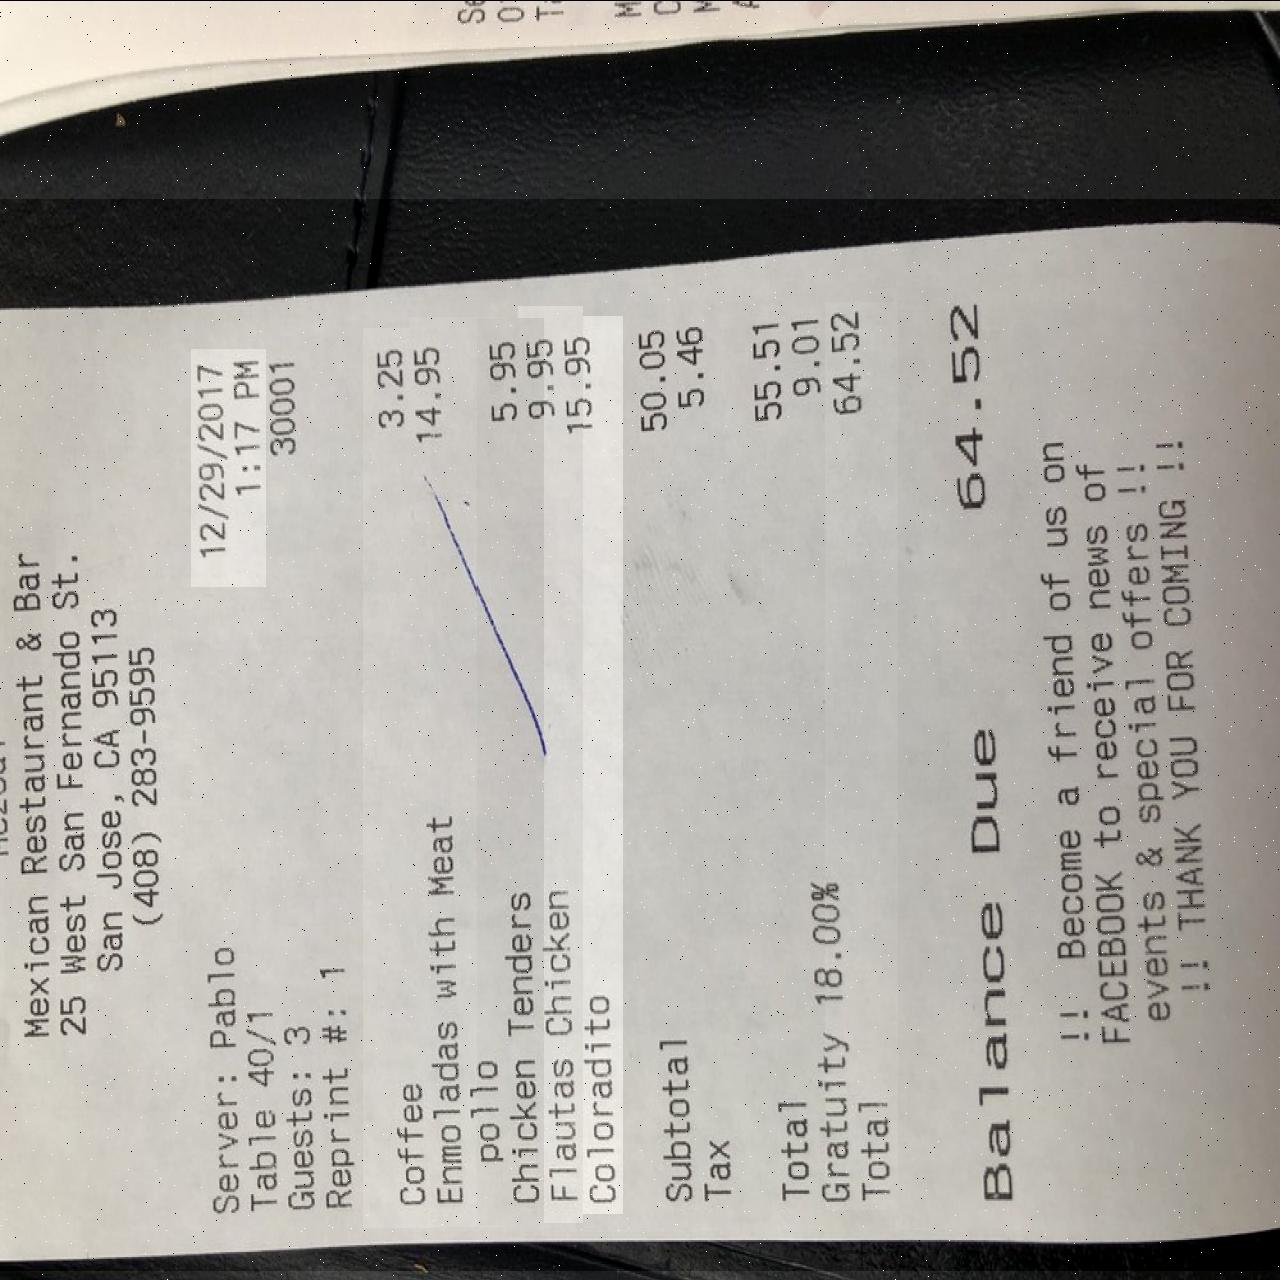 Mexican Restaurant & Bar
25 West San Fernando St.
San Jose, CA 95113
(408) 283-9595
Server: Pablo 12/29/2017
Table 40/1 1:17 PM
Guests: 3 30001
Reprint #: 1
Coffee 3.25
Enmoladas with Meat 14.95
pollo
Chicken Tenders 5.95
Flautas Chicken 9.95
Coloradito 15.95
Subtotal 50.05
Tax 5.46
Total 55.51
Gratuity 18.00% 9.01
Total 64.52
Balance Due 64.52
!! Become a friend of us on
FACEBOOK to receive news of
events & special offers !!
!! THANK YOU FOR COMING !!